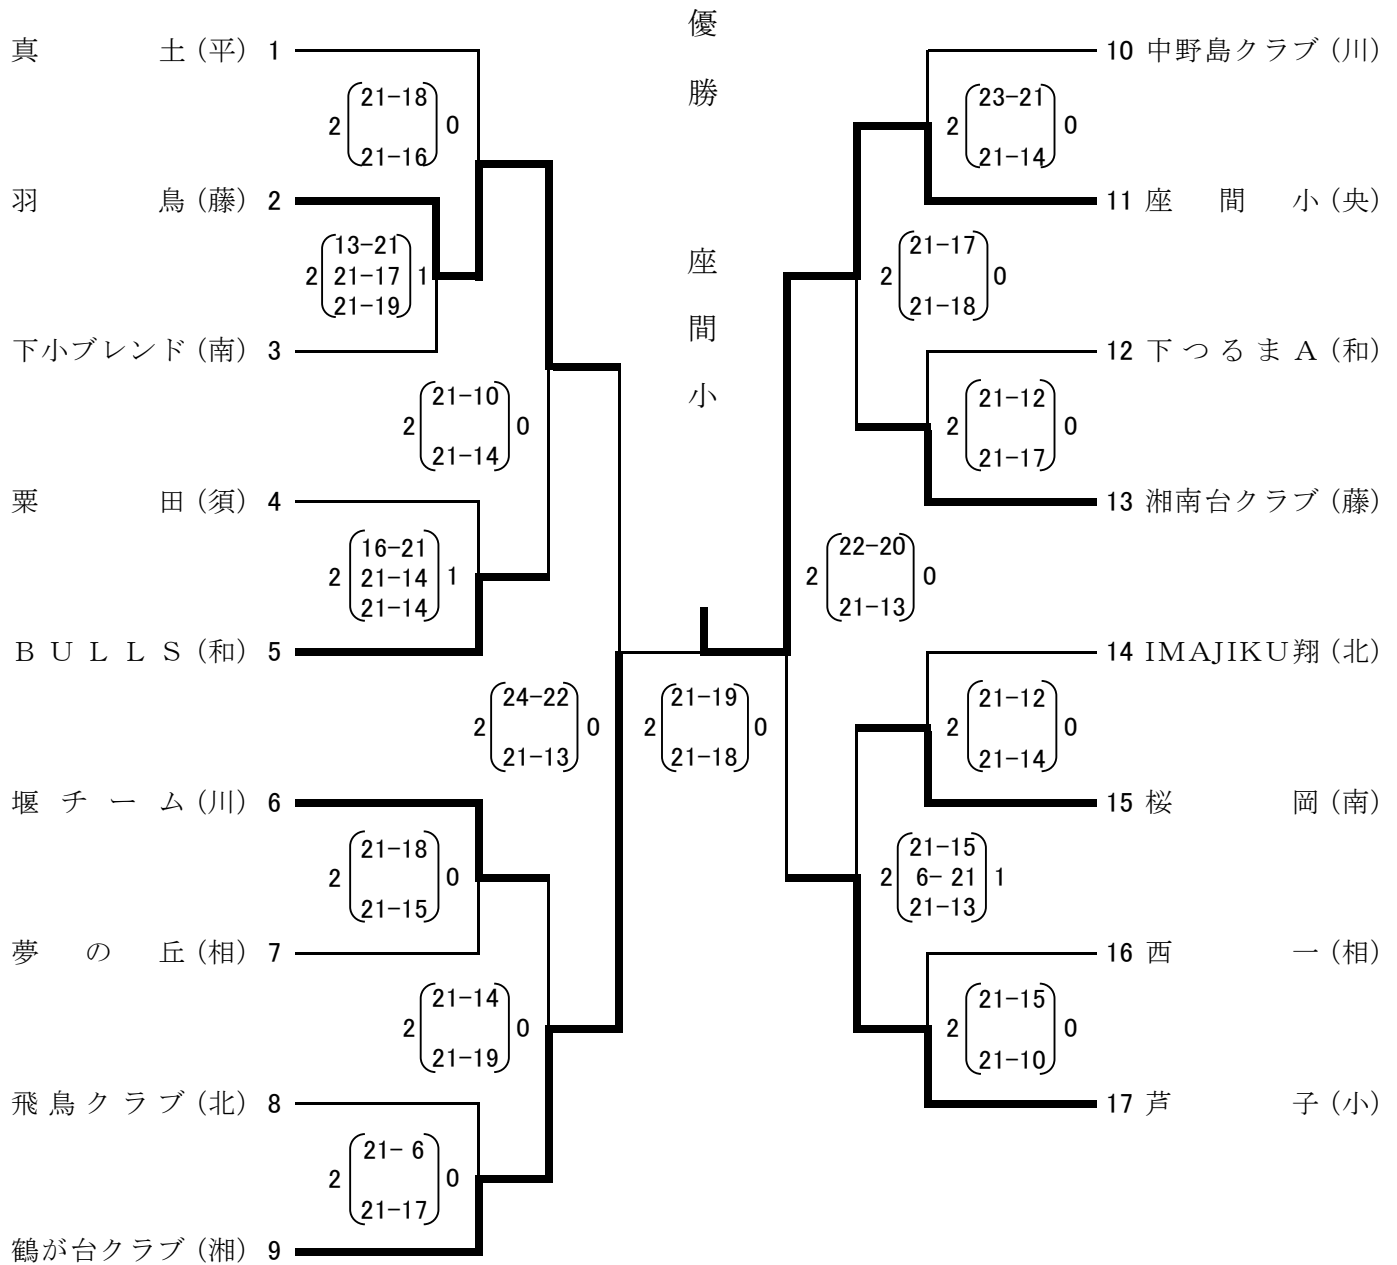 優
勝
座
間
小
真 土（平） 1
2 21-18 0
21-16
羽 鳥（藤） 2
13-21
2 21-17 1
21-19
下小ブレンド（南） 3
21-10
2 0
21-14
粟 田（須） 4
16-21
2 21-14 1
21-14
ＢＵＬＬＳ（和） 5
24-22
2 0
21-13
堰チーム（川） 6
21-18
2 0
21-15
夢の丘（相） 7
21-14
2 0
21-19
飛鳥クラブ（北） 8
21- 6
2 0
21-17
鶴が台クラブ（湘） 9
21-19
2 0
21-18
10 中野島クラブ（川）
23-21
2 0
21-14
11 座間小（央）
21-17
2 0
21-18
12 下つるまＡ（和）
21-12
2 0
21-17
13 湘南台クラブ（藤）
22-20
2 0
21-13
14 IMAJIKU翔（北）
21-12
2 0
21-14
15 桜 岡（南）
21-15
2 6- 21 1
21-13
16 西 一（相）
21-15
2 0
21-10
17 芦 子（小）